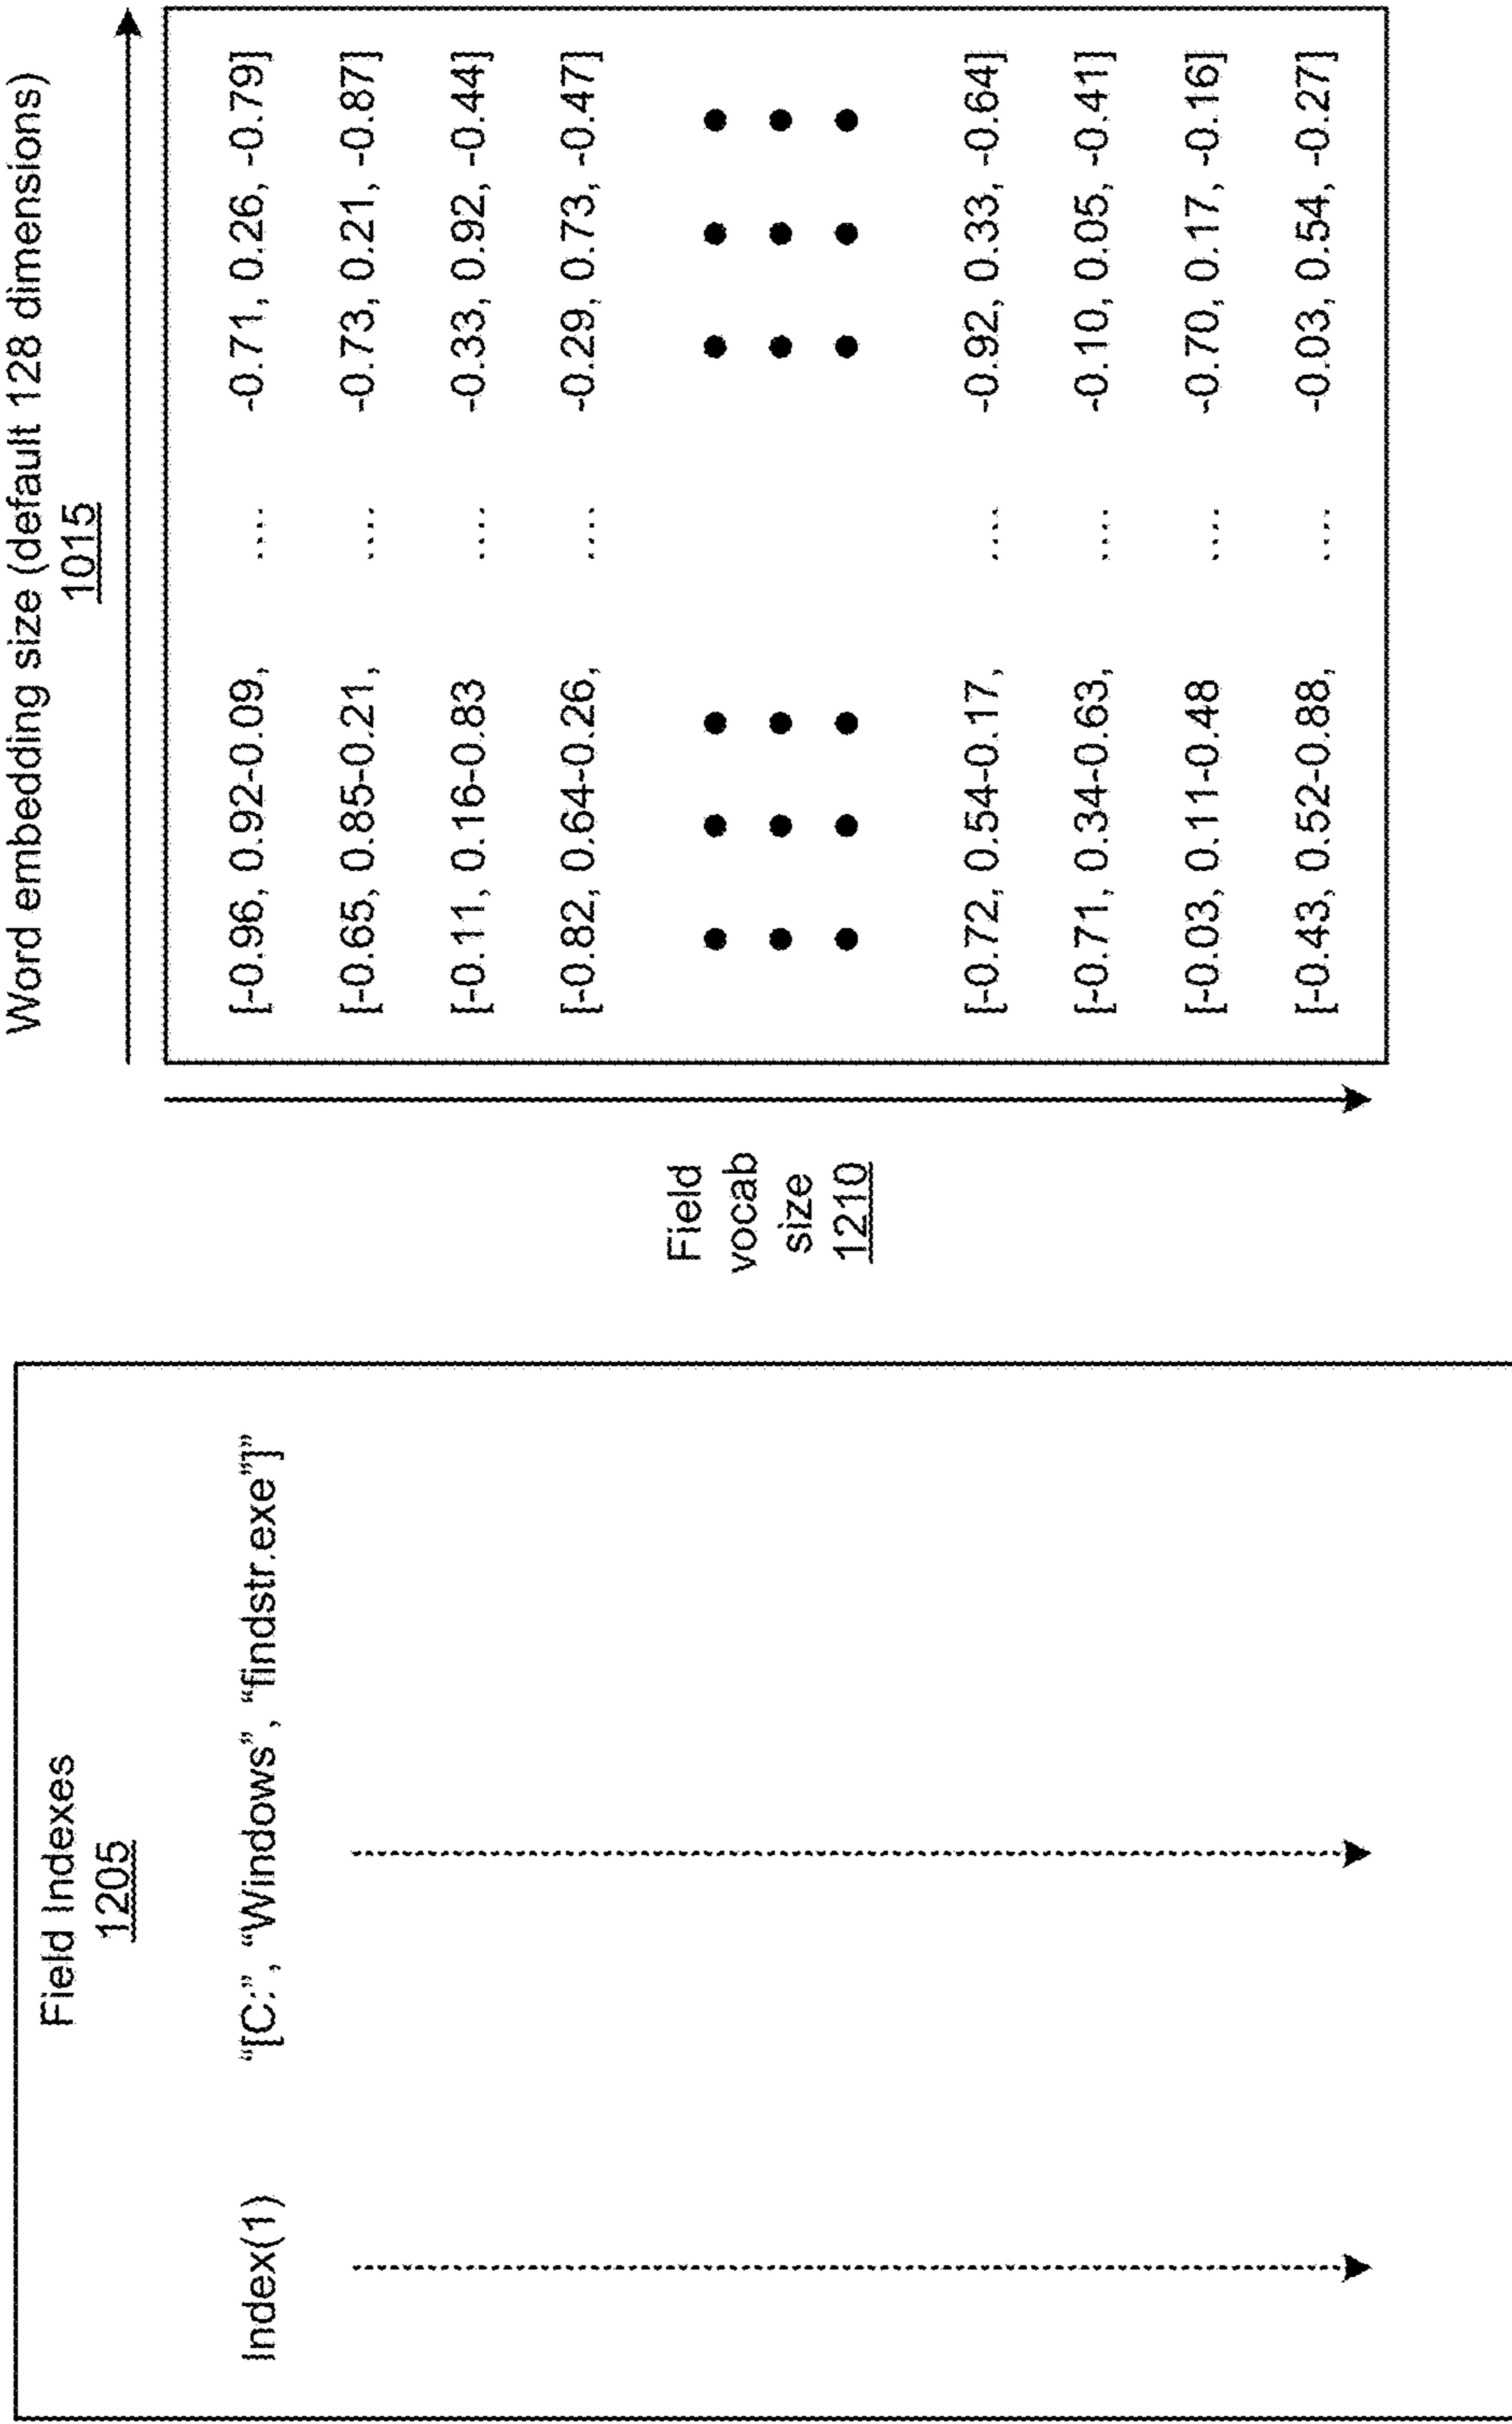 Field Indexes
1205
Index(1) “[C:”, “Windows”, “findstr.exe”]”
Word embedding size (default 128 dimensions)
1015
Field
vocab
size
1210
[-0.96, 0.92-0.09, .... -0.71, 0.26, -0.79]
[-0.65, 0.85-0.21, .... -0.73, 0.21, -0.87]
[-0.11, 0.16-0.83 .... -0.33, 0.92, -0.44]
[-0.82, 0.64-0.26, .... -0.29, 0.73, -0.47]
[-0.72, 0.54-0.17, .... -0.92, 0.33, -0.64]
[-0.71, 0.34-0.63, .... -0.10, 0.05, -0.41]
[-0.03, 0.11-0.48 .... -0.70, 0.17, -0.16]
[-0.43, 0.52-0.88, .... -0.03, 0.54, -0.27]